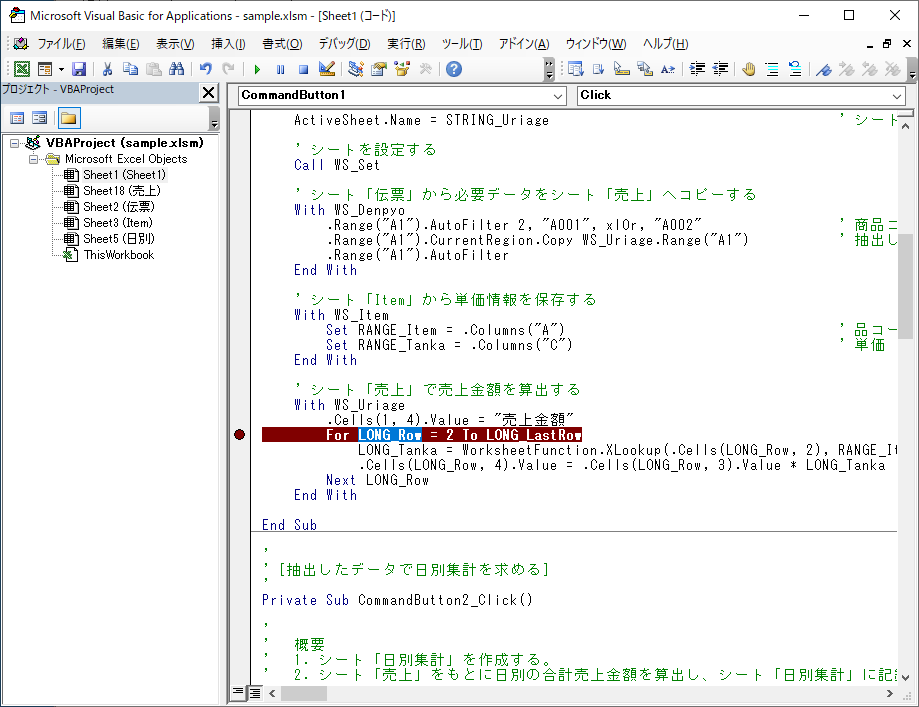 Microsoft Visual Basic for Applications - sample.xlsm - [Sheet1 (コード)]
ファイル(F) 編集(E) 表示(V) 挿入(I) 書式(O) デバッグ(D) 実行(R) ツール(T) アドイン(A) ウィンドウ(W) ヘルプ(H)
プロジェクト - VBAProject
CommandButton1 Click
VBAProject (sample.xlsm)
Microsoft Excel Objects
Sheet1 (Sheet1)
Sheet18 (売上)
Sheet2 (伝票)
Sheet3 (Item)
Sheet5 (日別)
ThisWorkbook
ActiveSheet.Name = STRING_Uriage ' シート
' シートを設定する
Call WS_Set
' シート「伝票」から必要データをシート「売上」へコピーする
With WS_Denpyo
.Range("A1").AutoFilter 2, "A001", xlOr, "A002" ' 商品コ
.Range("A1").CurrentRegion.Copy WS_Uriage.Range("A1") ' 抽出し
.Range("A1").AutoFilter
End With
' シート「Item」から単価情報を保存する
With WS_Item
Set RANGE_Item = .Columns("A") ' 品コー
Set RANGE_Tanka = .Columns("C") ' 単価
End With
' シート「売上」で売上金額を算出する
With WS_Uriage
.Cells(1, 4).Value = "売上金額"
For LONG_Row = 2 To LONG_LastRow
LONG_Tanka = WorksheetFunction.XLookup(.Cells(LONG_Row, 2), RANGE_It
.Cells(LONG_Row, 4).Value = .Cells(LONG_Row, 3).Value * LONG_Tanka
Next LONG_Row
End With
End Sub
'
' [抽出したデータで日別集計を求める]
'
Private Sub CommandButton2_Click()
'
' 概要
' 1. シート「日別集計」を作成する。
' 2. シート「売上」をもとに日別の合計売上金額を算出し、シート「日別集計」に記